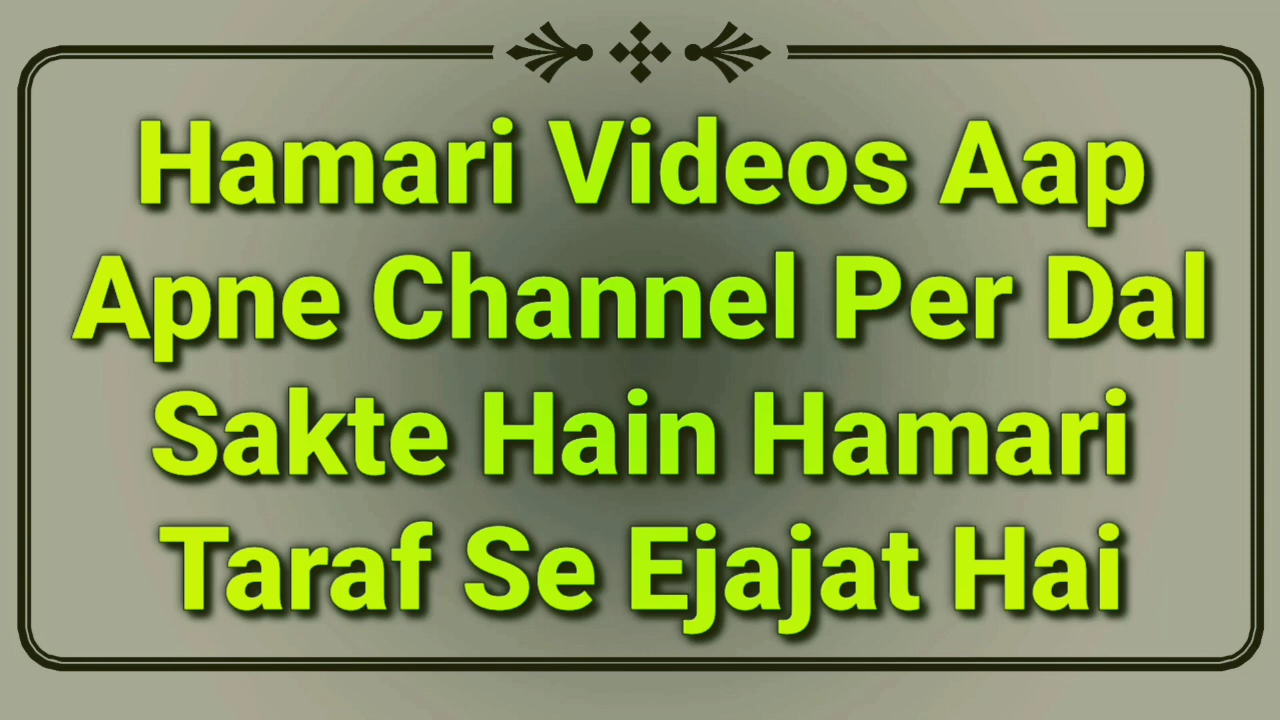 Hamari Videos Aap
Apne Channel Per Dal
Sakte Hain Hamari
Taraf Se Ejajat Hai